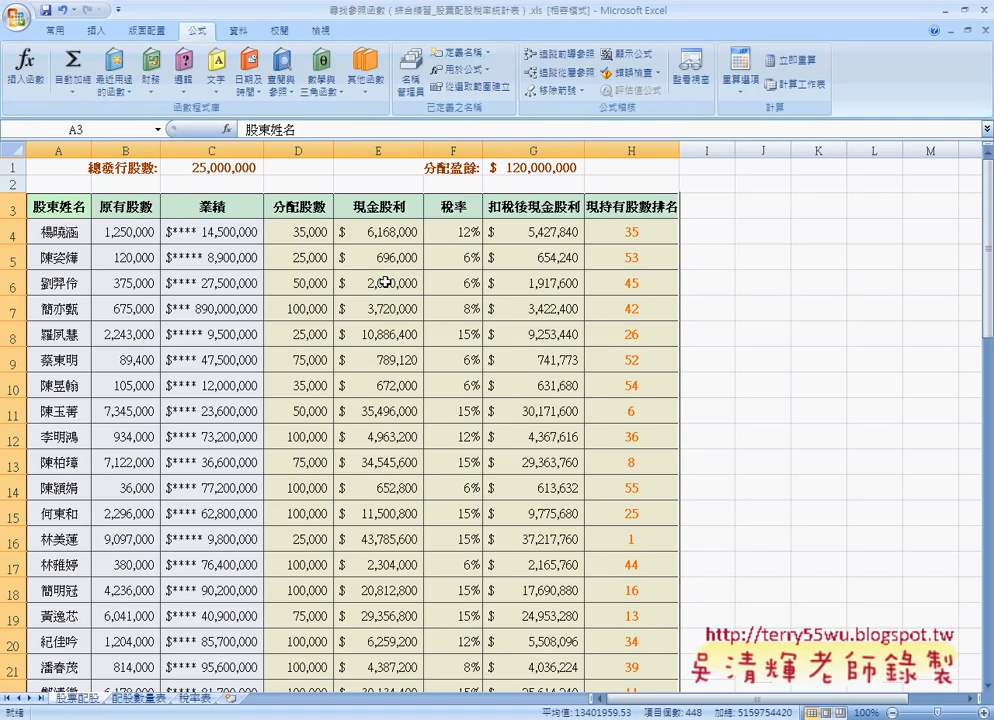 尋找參照函數（綜合練習_股票配股稅率統計表）.xls [相容模式] - Microsoft Excel
常用 插入 版面配置 公式 資料 校閱 檢視
插入函數 自動加總 最近用過的函數 財務 邏輯 文字 日期及時間 查閱與參照 數學與三角函數 其他函數 名稱管理員 定義名稱 用於公式 從選取範圍建立 追蹤前導參照 追蹤從屬參照 移除箭號 顯示公式 錯誤檢查 評估值公式 監看視窗 重算選項 立即重算 計算工作表
函數程式庫 已定義之名稱 公式稽核 計算
A3 fx 股東姓名
A B C D E F G H I J K L M
1 總發行股數: 25,000,000 分配盈餘: $ 120,000,000
2
3 股東姓名 原有股數 業績 分配股數 現金股利 稅率 扣稅後現金股利 現持有股數排名
4 楊曉涵 1,250,000 $**** 14,500,000 35,000 $ 6,168,000 12% $ 5,427,840 35
5 陳姿燁 120,000 $***** 8,900,000 25,000 $ 696,000 6% $ 654,240 53
6 劉羿伶 375,000 $**** 27,500,000 50,000 $ 6% $ 1,917,600 45
7 簡亦甄 675,000 $*** 890,000,000 100,000 $ 3,720,000 8% $ 3,422,400 42
8 羅夙慧 2,243,000 $***** 9,500,000 25,000 $ 10,886,400 15% $ 9,253,440 26
9 蔡東明 89,400 $**** 47,500,000 75,000 $ 789,120 6% $ 741,773 52
10 陳昱翰 105,000 $**** 12,000,000 35,000 $ 672,000 6% $ 631,680 54
11 陳玉菁 7,345,000 $**** 23,600,000 50,000 $ 35,496,000 15% $ 30,171,600 6
12 李明鴻 934,000 $**** 73,200,000 100,000 $ 4,963,200 12% $ 4,367,616 36
13 陳柏璋 7,122,000 $**** 36,600,000 75,000 $ 34,545,600 15% $ 29,363,760 8
14 陳潁娟 36,000 $**** 77,200,000 100,000 $ 652,800 6% $ 613,632 55
15 何東和 2,296,000 $**** 62,800,000 100,000 $ 11,500,800 15% $ 9,775,680 25
16 林美蓮 9,097,000 $***** 9,800,000 25,000 $ 43,785,600 15% $ 37,217,760 1
17 林雅婷 380,000 $**** 76,400,000 100,000 $ 2,304,000 6% $ 2,165,760 44
18 簡明冠 4,236,000 $**** 90,200,000 100,000 $ 20,812,800 15% $ 17,690,880 16
19 黃逸芯 6,041,000 $**** 40,900,000 75,000 $ 29,356,800 15% $ 24,953,280 13
20 紀佳吟 1,204,000 $**** 85,700,000 100,000 $ 6,259,200 12% $ 5,508,096 34
21 潘春茂 814,000 $**** 95,600,000 100,000 $ 4,387,200 8% $ 4,036,224 39
http://terry55wu.blogspot.tw
吳清輝老師錄製
股票配股 配股數量表 稅率表
就緒 平均值: 13401959.53 項目個數: 448 加總: 5159754420 100%